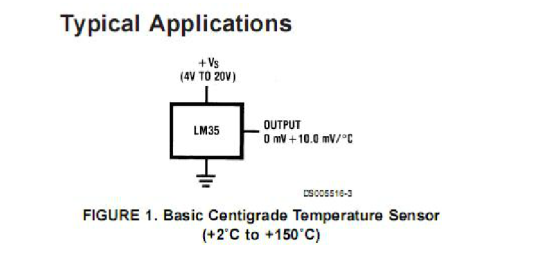 Typical Applications
+VS
(4V TO 20V)
LM35
OUTPUT
0 mV + 10.0 mV/°C
DS005516-3
FIGURE 1. Basic Centigrade Temperature Sensor
(+2°C to +150°C)